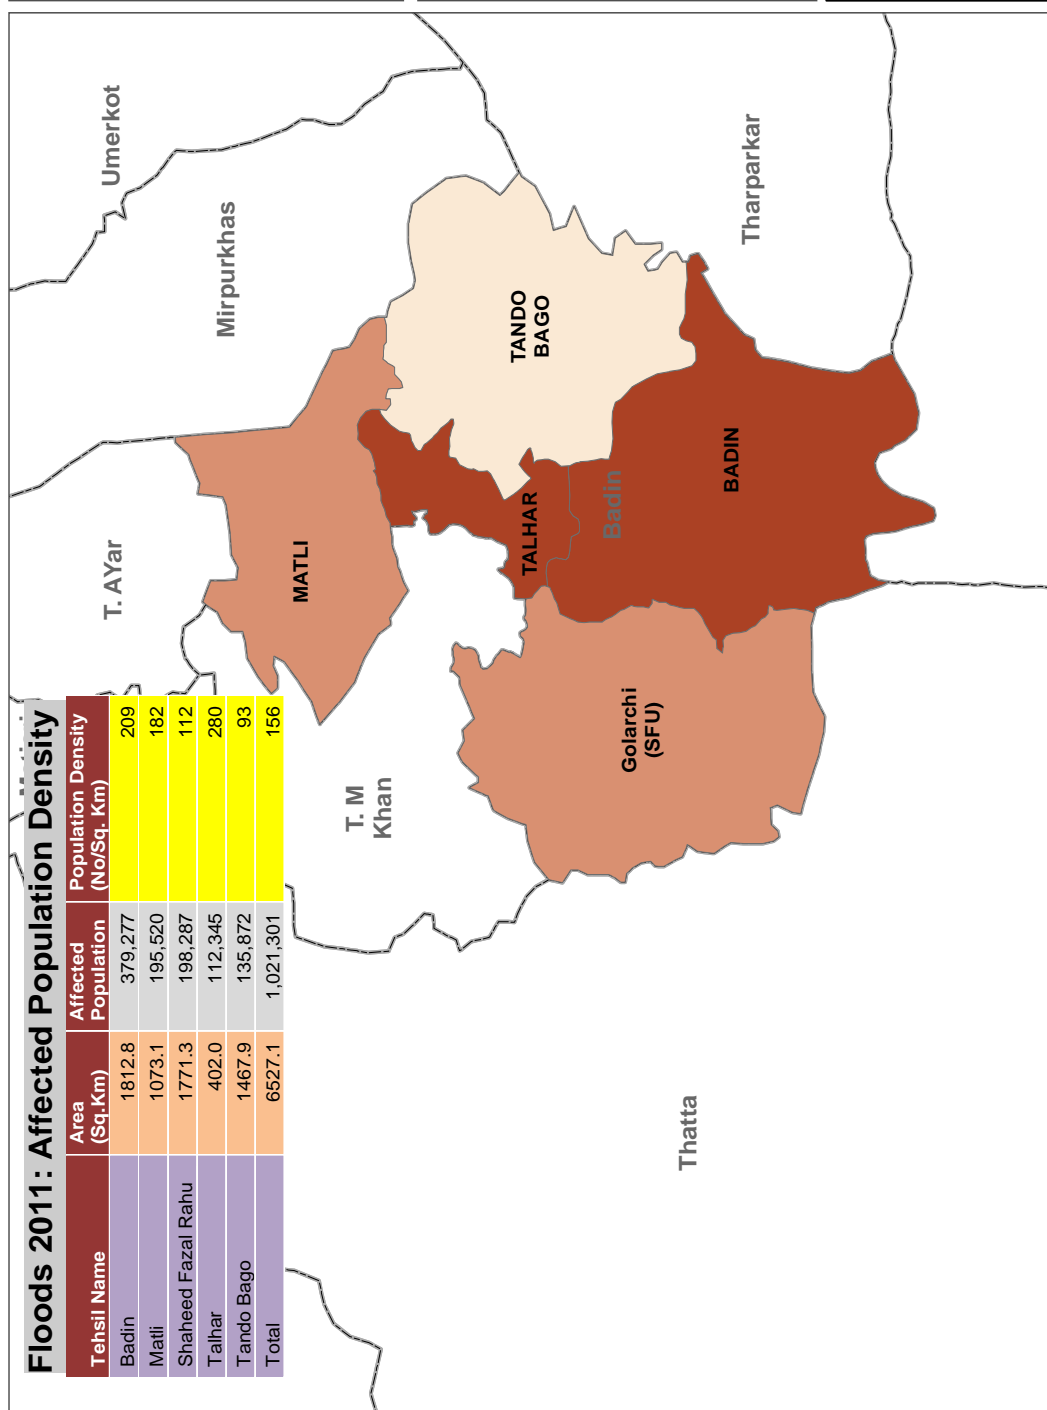 Floods 2011: Affected Population Density
Tehsil Name Area (Sq.Km) Affected Population Population Density (No/Sq. Km)
Badin 1812.8 379,277 209
Matli 1073.1 195,520 182
Shaheed Fazal Rahu 1771.3 198,287 112
Talhar 402.0 112,345 280
Tando Bago 1467.9 135,872 93
Total 6527.1 1,021,301 156
Umerkot
T. AYar
Mirpurkhas
MATLI
T. M
Khan
TANDO
BAGO
TALHAR
Badin
Golarchi
(SFU)
BADIN
Thatta
Tharparkar